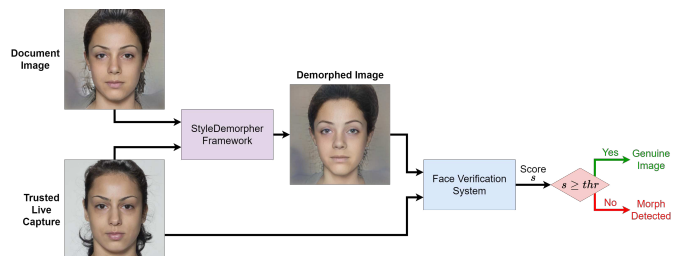 Document
Image
Demorphed Image
StyleDemorpher
Framework
Trusted
Live
Capture
Face Verification
System
Score
s
s ≥ thr
Yes
Genuine
Image
No
Morph
Detected